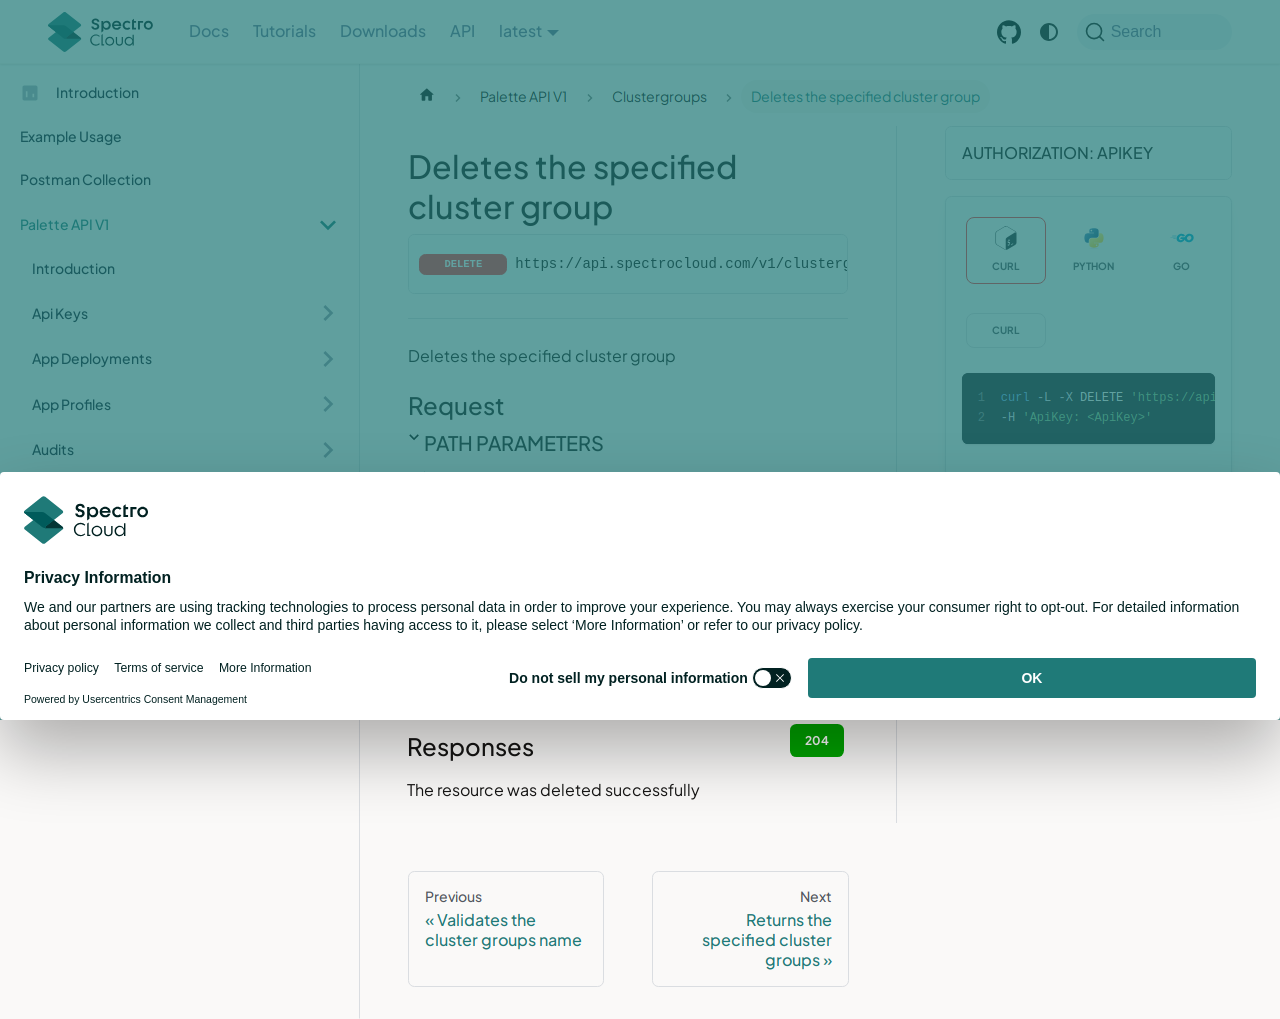 Spectro Cloud
Docs
Tutorials
Downloads
API
latest
Search
Introduction
Example Usage
Postman Collection
Palette API V1
Introduction
Api Keys
App Deployments
App Profiles
Audits
Palette API V1
Clustergroups
Deletes the specified cluster group
Deletes the specified
cluster group
DELETE https://api.spectrocloud.com/v1/clusterg
Deletes the specified cluster group
Request
PATH PARAMETERS
AUTHORIZATION: APIKEY
CURL
PYTHON
GO
CURL
1 curl -L -X DELETE 'https://api
2 -H 'ApiKey: <ApiKey>'
Spectro
Cloud
Privacy Information
We and our partners are using tracking technologies to process personal data in order to improve your experience. You may always exercise your consumer right to opt-out. For detailed information
about personal information we collect and third parties having access to it, please select ‘More Information’ or refer to our privacy policy.
Privacy policy
Terms of service
More Information
Powered by Usercentrics Consent Management
Do not sell my personal information
OK
Responses
204
The resource was deleted successfully
Previous
« Validates the
cluster groups name
Next
Returns the
specified cluster
groups »